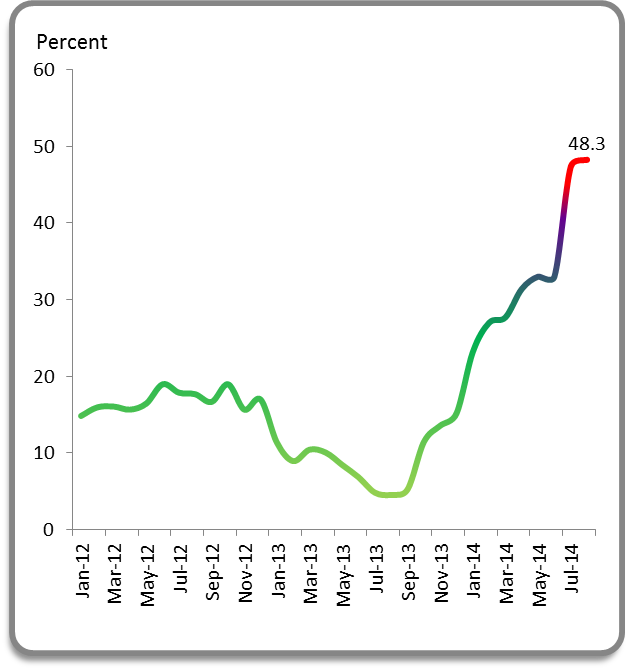 Percent
60
50
40
30
20
10
0
48.3
Jan-12
Mar-12
May-12
Jul-12
Sep-12
Nov-12
Jan-13
Mar-13
May-13
Jul-13
Sep-13
Nov-13
Jan-14
Mar-14
May-14
Jul-14